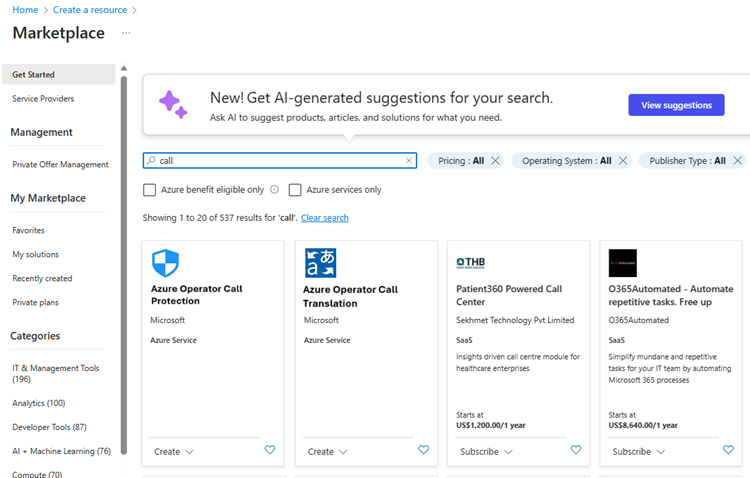 Home > Create a resource >
Marketplace ...
Get Started
Service Providers
Management
Private Offer Management
My Marketplace
Favorites
My solutions
Recently created
Private plans
Categories
IT & Management Tools
(196)
Analytics (100)
Developer Tools (87)
AI + Machine Learning (76)
Compute (70)
New! Get AI-generated suggestions for your search.
Ask AI to suggest products, articles, and solutions for what you need.
View suggestions
call
Pricing : All
Operating System : All
Publisher Type : All
Azure benefit eligible only
Azure services only
Showing 1 to 20 of 537 results for 'call'. Clear search
Azure Operator Call
Protection
Microsoft
Azure Service
Create
あ
a
Azure Operator Call
Translation
Microsoft
Azure Service
Create
THB
Patient360 Powered Call
Center
Sekhmet Technology Pvt Limited
SaaS
Insights driven call centre module for
healthcare enterprises
Starts at
US$1,200.00/1 year
Subscribe
O365Automated - Automate
repetitive tasks. Free up
O365Automated
SaaS
Simplify mundane and repetitive
tasks for your IT team by automating
Microsoft 365 processes
Starts at
US$8,640.00/1 year
Subscribe